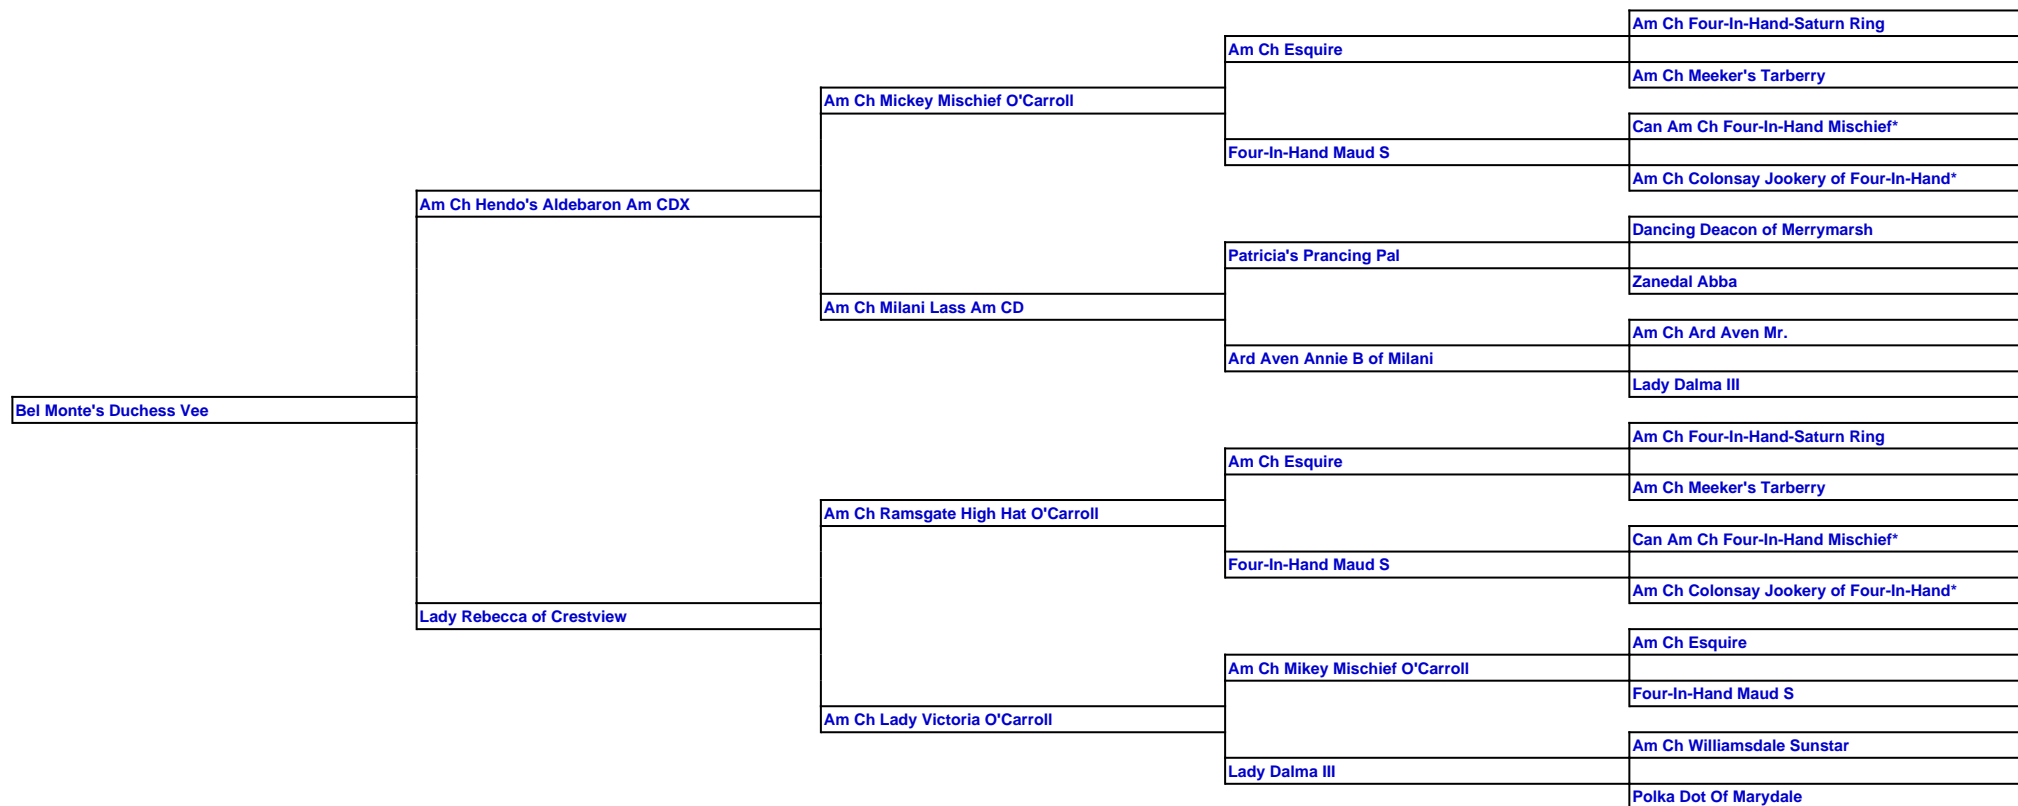 Am Ch Four-In-Hand-Saturn Ring
Am Ch Esquire
Am Ch Meeker's Tarberry
Am Ch Mickey Mischief O'Carroll
Can Am Ch Four-In-Hand Mischief*
Four-In-Hand Maud S
Am Ch Colonsay Jookery of Four-In-Hand*
Am Ch Hendo's Aldebaron Am CDX
Dancing Deacon of Merrymarsh
Patricia's Prancing Pal
Zanedal Abba
Am Ch Milani Lass Am CD
Am Ch Ard Aven Mr.
Ard Aven Annie B of Milani
Lady Dalma III
Bel Monte's Duchess Vee
Am Ch Four-In-Hand-Saturn Ring
Am Ch Esquire
Am Ch Meeker's Tarberry
Am Ch Ramsgate High Hat O'Carroll
Can Am Ch Four-In-Hand Mischief*
Four-In-Hand Maud S
Am Ch Colonsay Jookery of Four-In-Hand*
Lady Rebecca of Crestview
Am Ch Esquire
Am Ch Mikey Mischief O'Carroll
Four-In-Hand Maud S
Am Ch Lady Victoria O'Carroll
Am Ch Williamsdale Sunstar
Lady Dalma III
Polka Dot Of Marydale